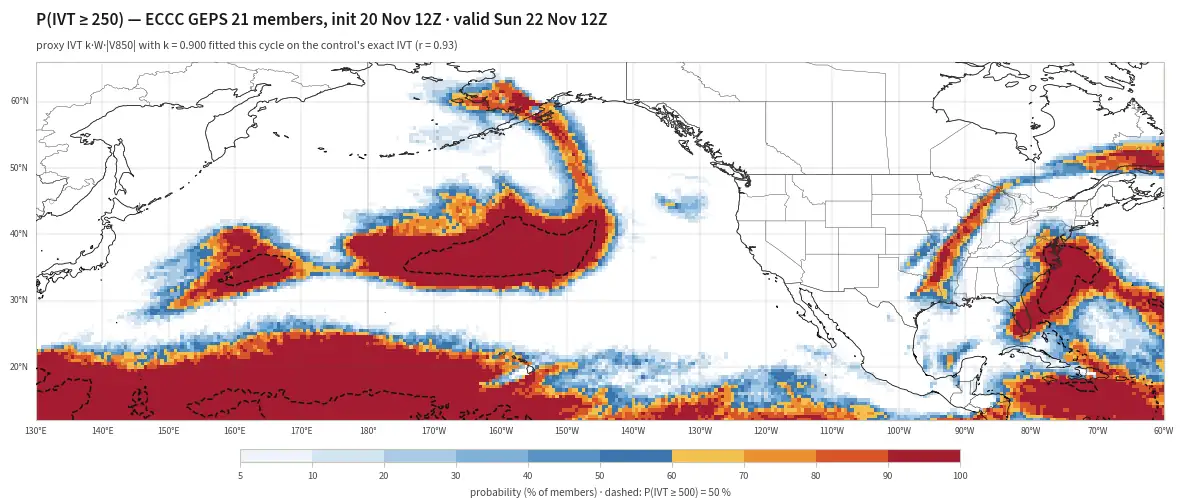 P(IVT ≥ 250) — ECCC GEPS 21 members, init 20 Nov 12Z · valid Sun 22 Nov 12Z
proxy IVT k·W·|V850| with k = 0.900 fitted this cycle on the control's exact IVT (r = 0.93)
60°N
50°N
40°N
30°N
20°N
130°E 140°E 150°E 160°E 170°E 180° 170°W 160°W 150°W 140°W 130°W 120°W 110°W 100°W 90°W 80°W 70°W 60°W
5 10 20 30 40 50 60 70 80 90 100
probability (% of members) · dashed: P(IVT ≥ 500) = 50 %